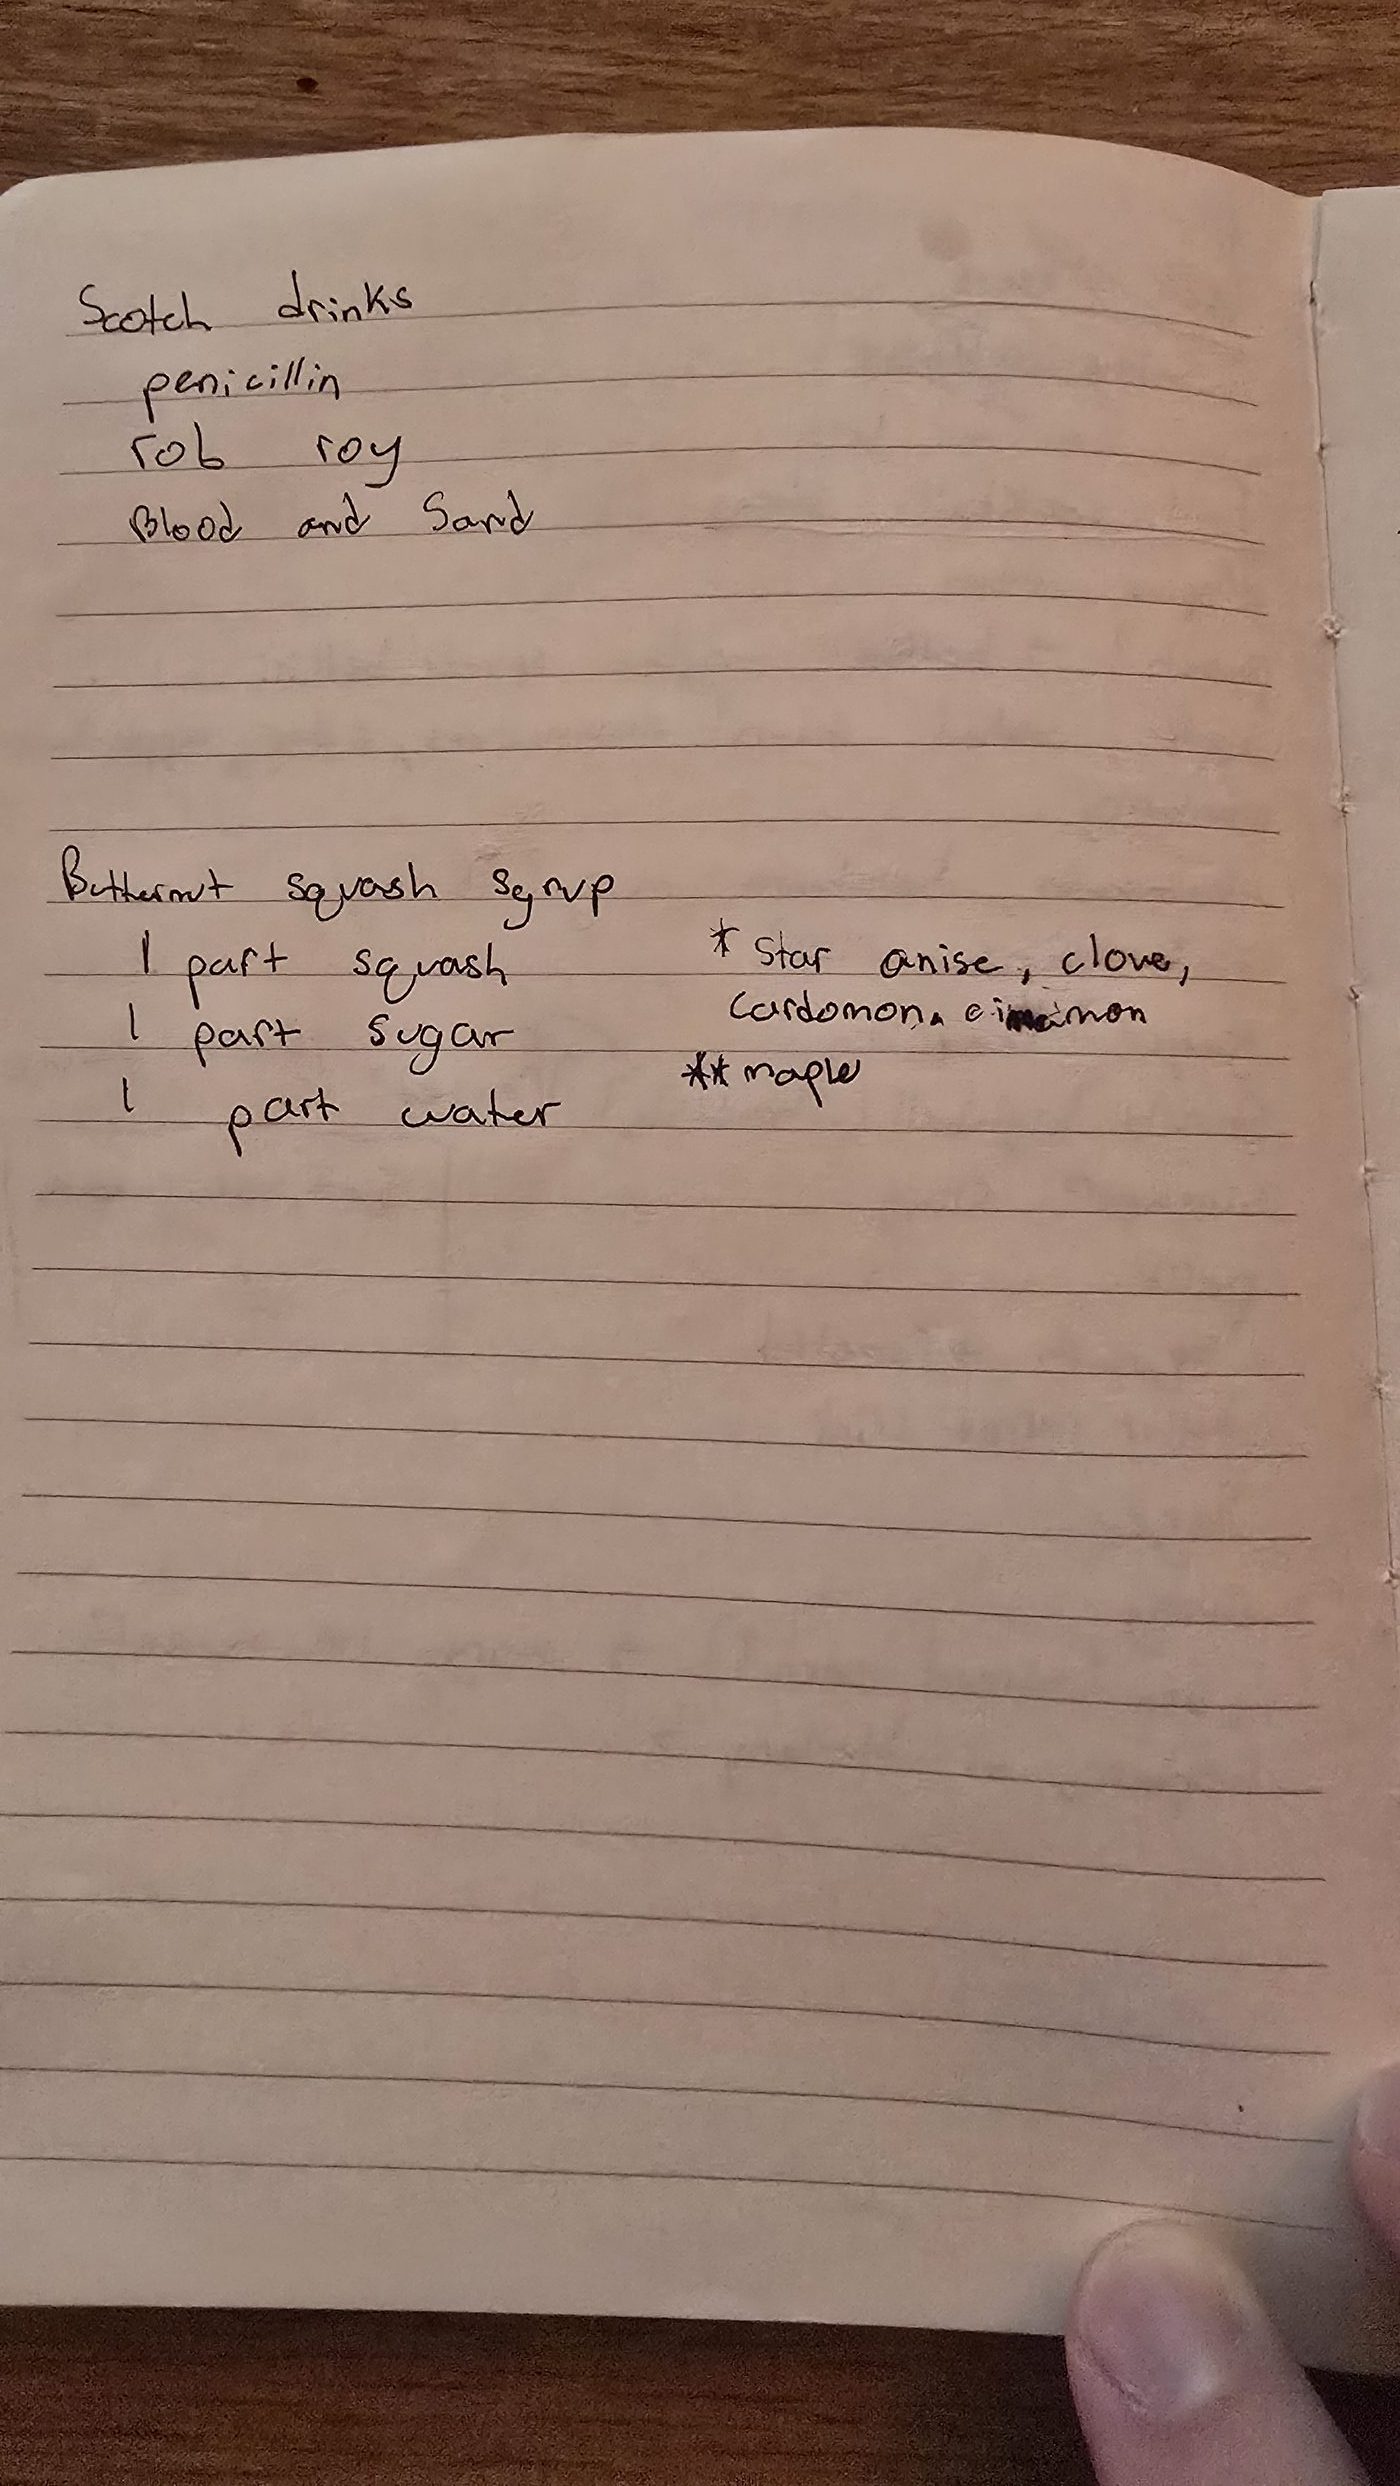 Scotch drinks
penicillin
rob roy
Blood and Sand
Butternut squash syrup
1 part squash
1 part sugar
1 part water
* Star anise, clove,
Cardomon, cinnamon
** maple